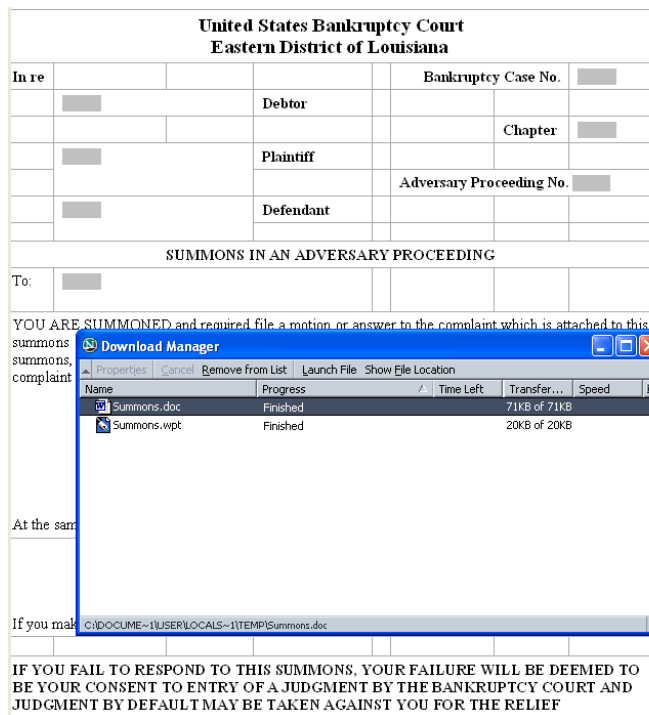 United States Bankruptcy Court
Eastern District of Louisiana
In re Bankruptcy Case No.
Debtor
Chapter
Plaintiff
Adversary Proceeding No.
Defendant
SUMMONS IN AN ADVERSARY PROCEEDING
To:
YOU ARE SUMMONED and required file a motion or answer to the complaint which is attached to this
summons
summons,
complaint
Download Manager
Properties Cancel Remove from List Launch File Show File Location
Name Progress Time Left Transfer... Speed
Summons.doc Finished 71KB of 71KB
Summons.wpt Finished 20KB of 20KB
At the sam
If you mak
C:\DOCUME~1\USER\LOCALS~1\TEMP\Summons.doc
IF YOU FAIL TO RESPOND TO THIS SUMMONS, YOUR FAILURE WILL BE DEEMED TO
BE YOUR CONSENT TO ENTRY OF A JUDGMENT BY THE BANKRUPTCY COURT AND
JUDGMENT BY DEFAULT MAY BE TAKEN AGAINST YOU FOR THE RELIEF